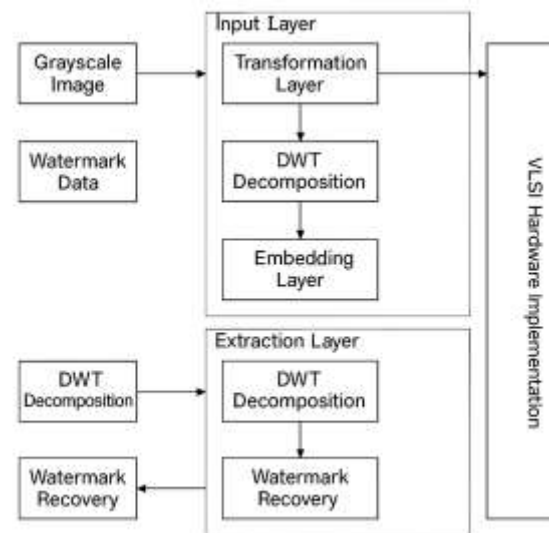 Input Layer
Grayscale
Image
Transformation
Layer
Watermark
Data
DWT
Decomposition
Embedding
Layer
VLSI Hardware Implementation
Extraction Layer
DWT
Decomposition
DWT
Decomposition
Watermark
Recovery
Watermark
Recovery